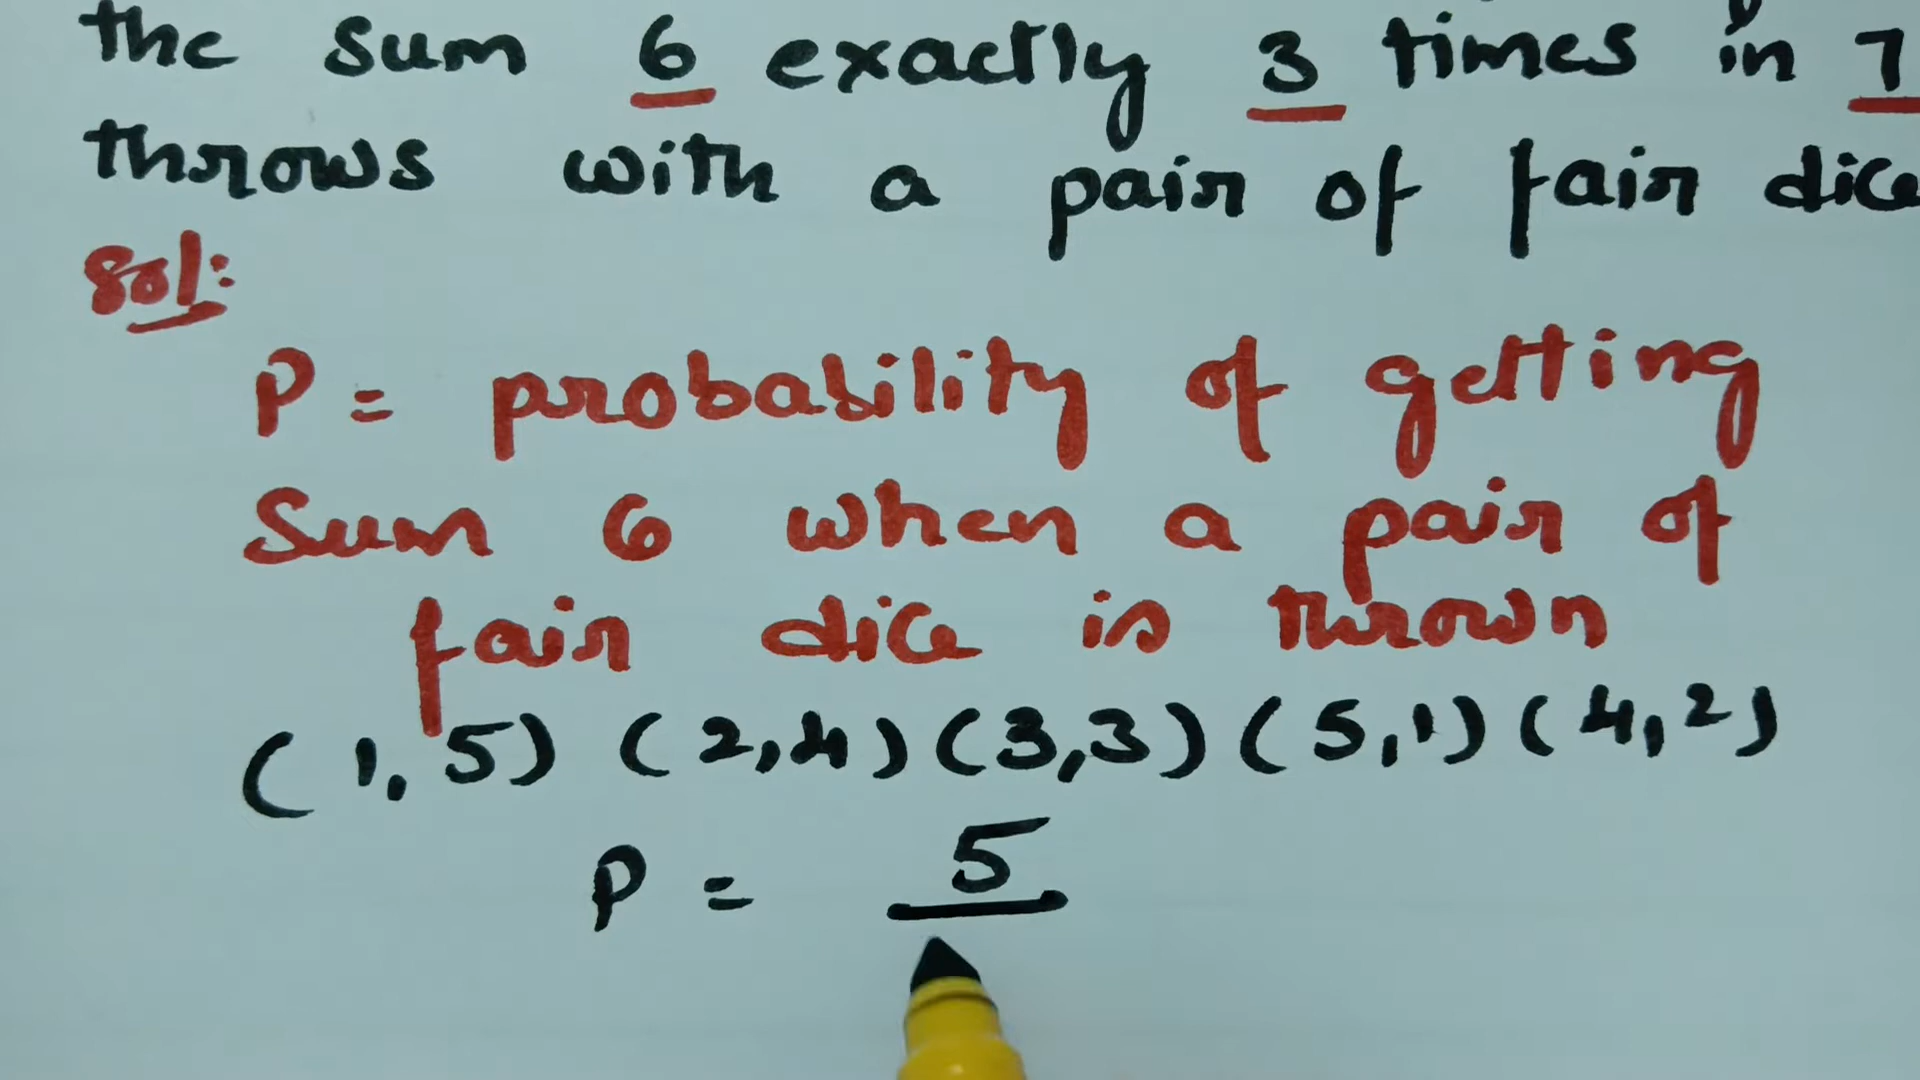 the sum 6 exactly 3 times in 7
throws with a pair of fair dice
Sol:
P = probability of getting
Sum 6 when a pair of
fair dice is thrown
(1,5) (2,4) (3,3) (5,1) (4,2)
P = 5